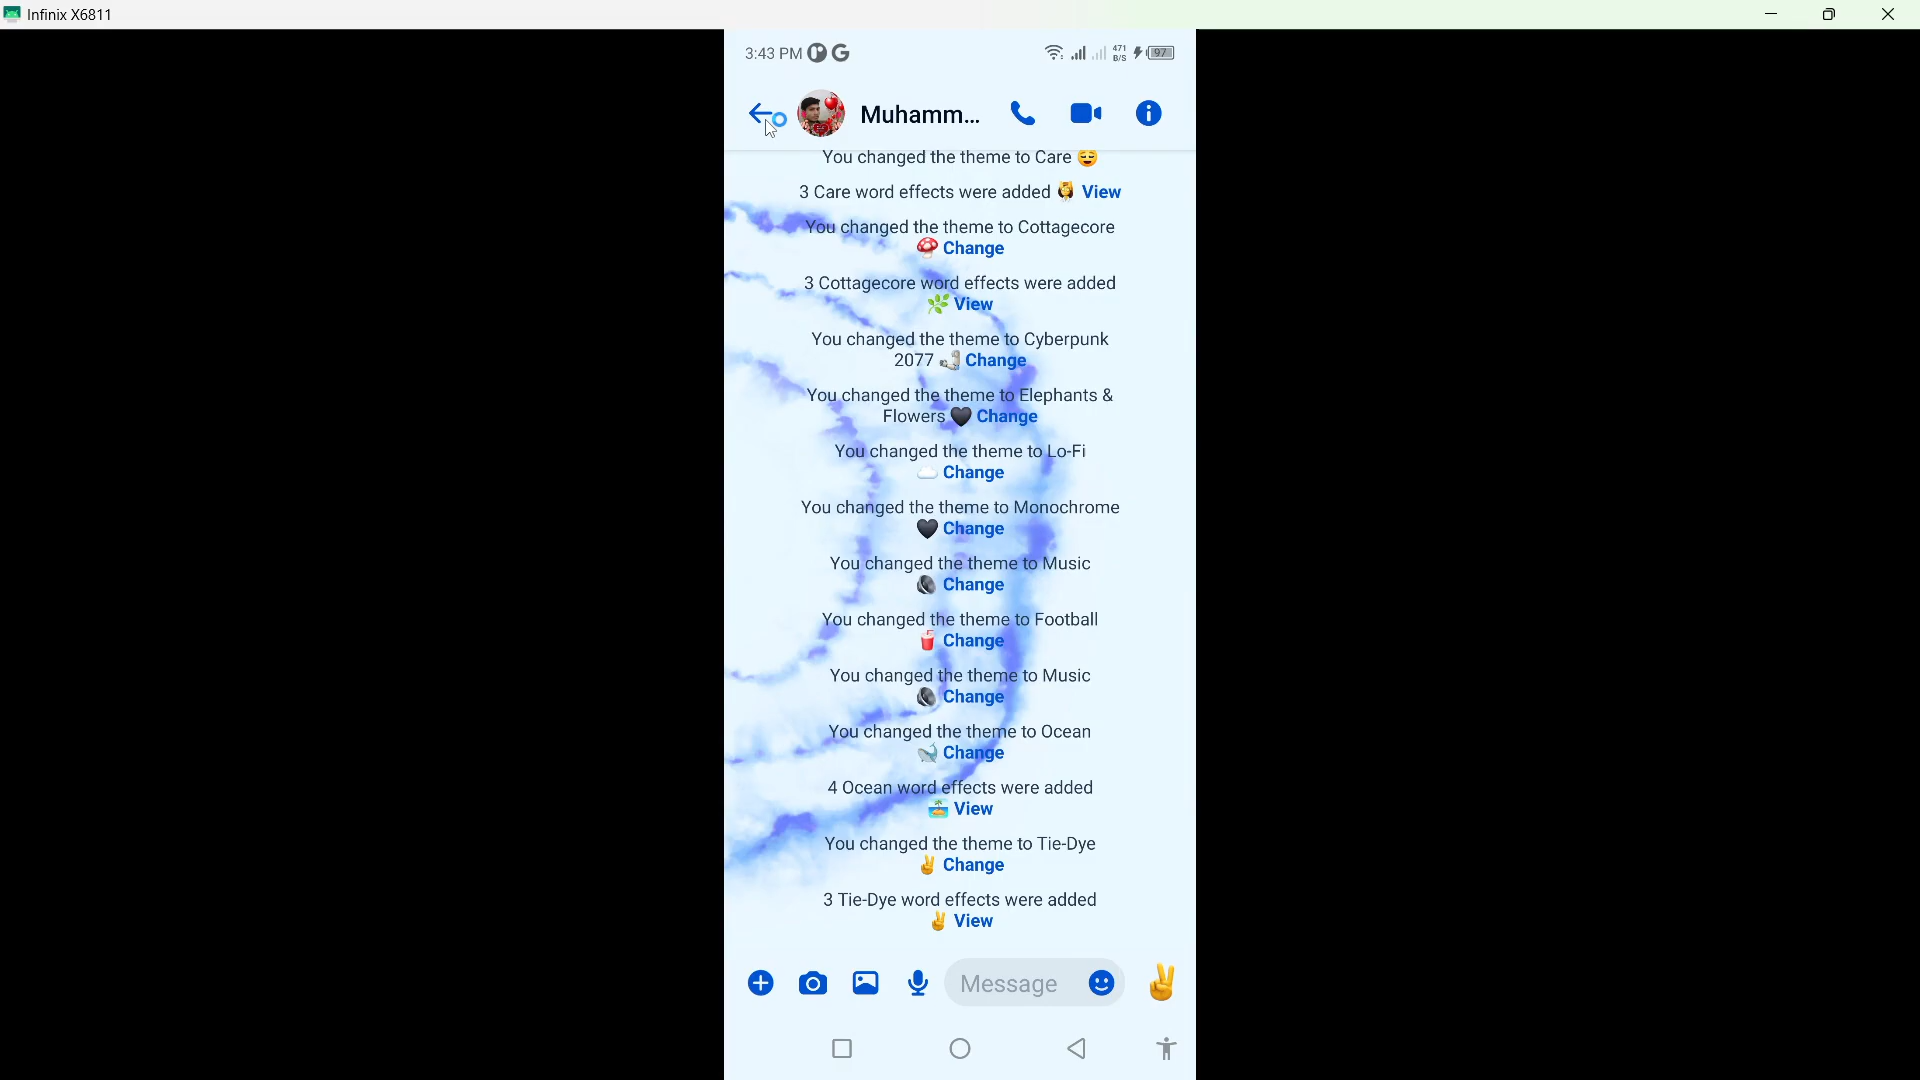 Infinix X6811
3:43 PM
471
B/S
97
Muhamm...
You changed the theme to Care 😌
3 Care word effects were added 💆 View
You changed the theme to Cottagecore
🍄 Change
3 Cottagecore word effects were added
🌿 View
You changed the theme to Cyberpunk
2077 🦾 Change
You changed the theme to Elephants &
Flowers 🖤 Change
You changed the theme to Lo-Fi
☁️ Change
You changed the theme to Monochrome
🖤 Change
You changed the theme to Music
🔊 Change
You changed the theme to Football
🥤 Change
You changed the theme to Music
🔊 Change
You changed the theme to Ocean
🐋 Change
4 Ocean word effects were added
🏝️ View
You changed the theme to Tie-Dye
✌️ Change
3 Tie-Dye word effects were added
✌️ View
Message